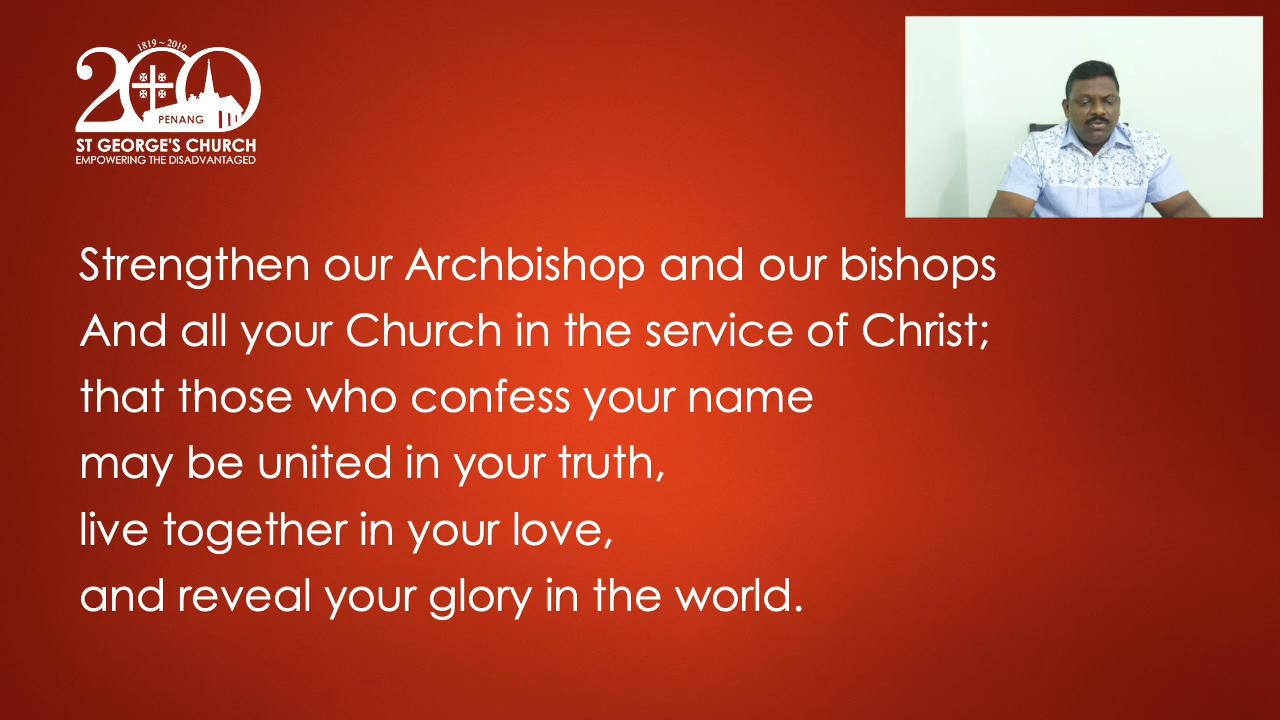 1819 ~ 2019
200
PENANG
ST GEORGE'S CHURCH
EMPOWERING THE DISADVANTAGED
Strengthen our Archbishop and our bishops
And all your Church in the service of Christ;
that those who confess your name
may be united in your truth,
live together in your love,
and reveal your glory in the world.